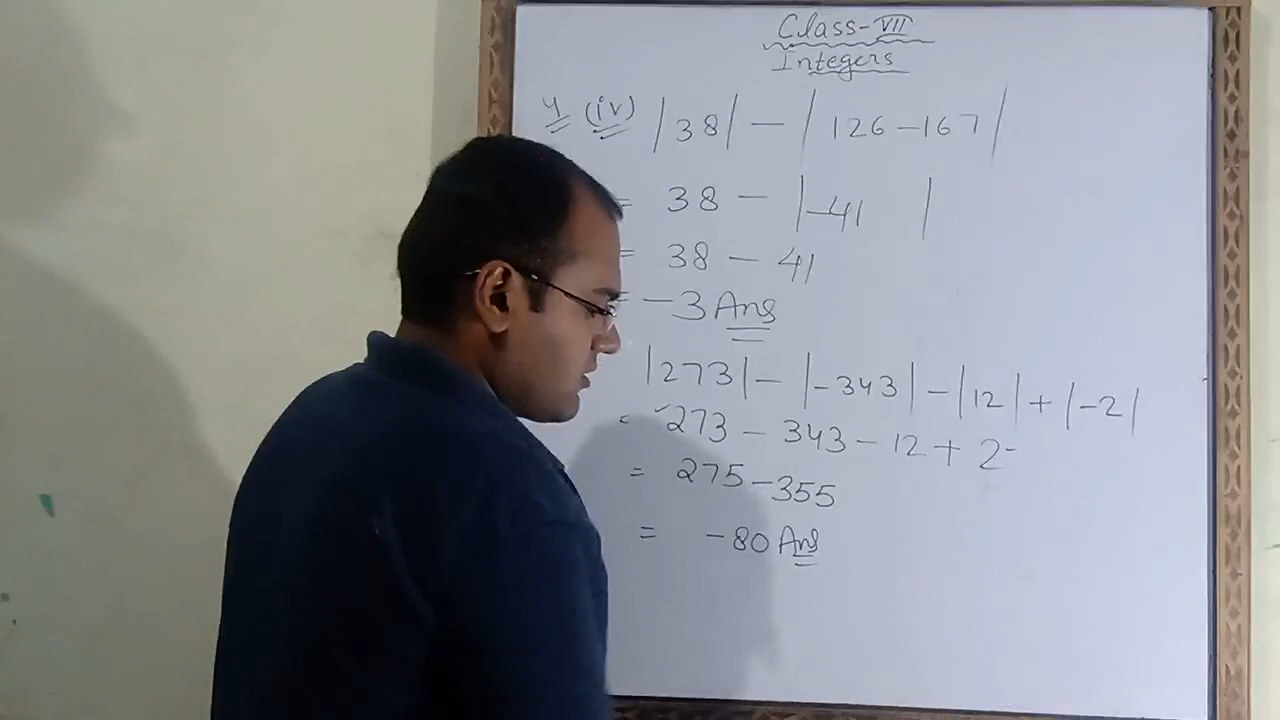 Class-VII
Integers
4 (iv) |38| - |126-167|
= 38 - |-41|
= 38 - 41
= -3 Ans
|273| - |-343| - |12| + |-2|
= 273 - 343 - 12 + 2
= 275 - 355
= -80 Ans